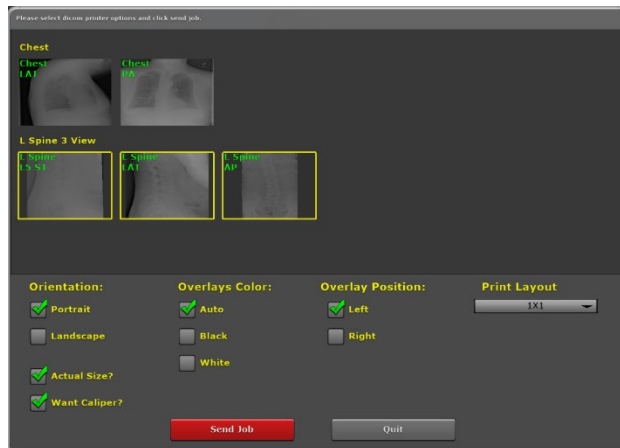 Please select dicom printer options and click send job.
Chest
Chest
LAT
Chest
PA
L Spine 3 View
L Spine
L5 S1
L Spine
LAT
L Spine
AP
Orientation:
Overlays Color:
Overlay Position:
Print Layout
Portrait
Auto
Left
1X1
Landscape
Black
Right
White
Actual Size?
Want Caliper?
Send Job
Quit